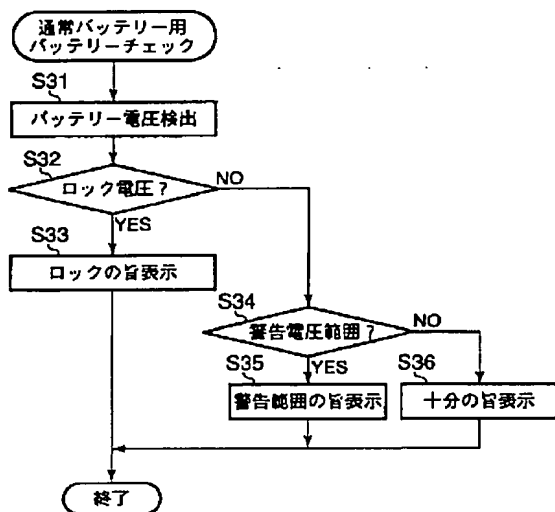 通常バッテリー用
バッテリーチェック
S31
バッテリー電圧検出
S32
ロック電圧?
NO
YES
S33
ロックの旨表示
S34
警告電圧範囲?
NO
YES
S35
警告範囲の旨表示
S36
十分の旨表示
終了